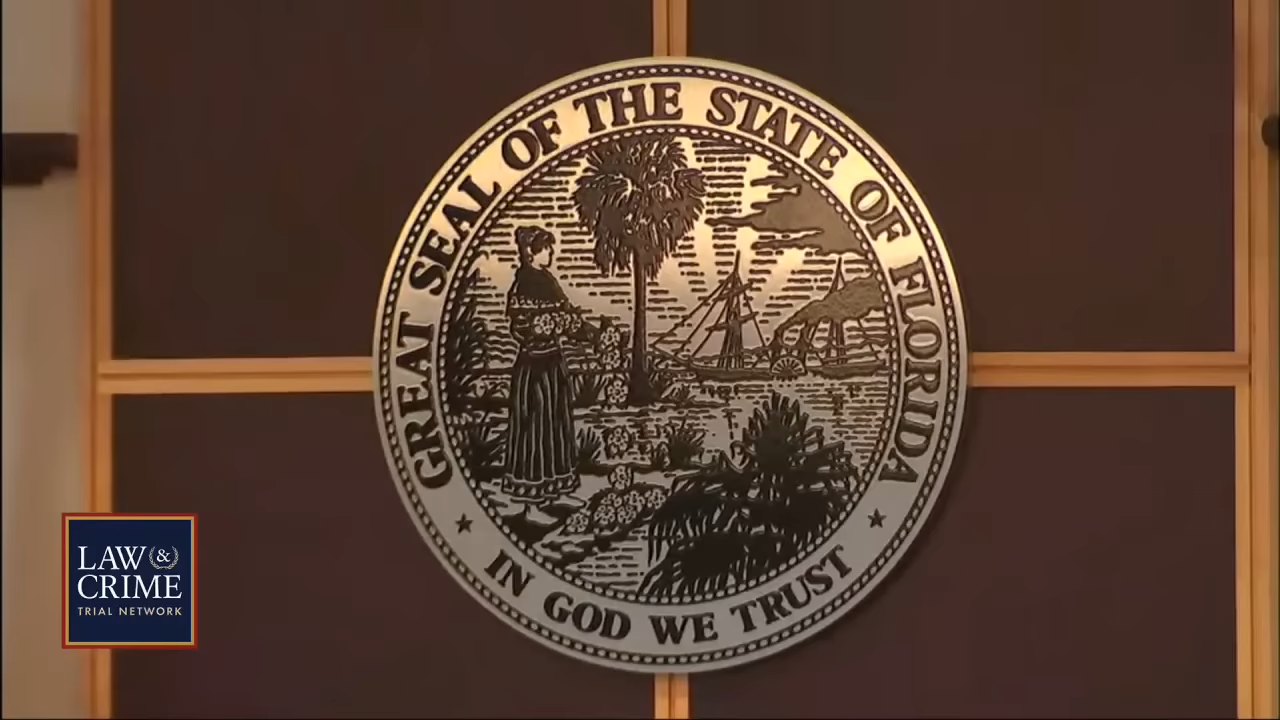 GREAT SEAL OF THE STATE OF FLORIDA
IN GOD WE TRUST
LAW &
CRIME
TRIAL NETWORK